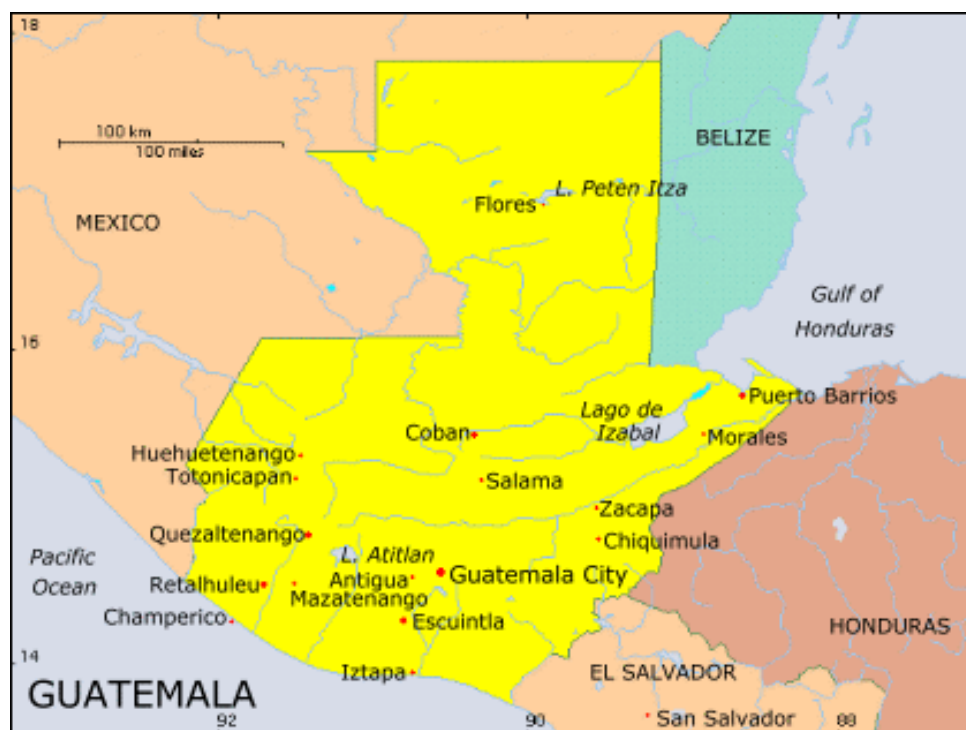 18
100 km
100 miles
BELIZE
L. Peten Itza
Flores
MEXICO
Gulf of
Honduras
16
Puerto Barrios
Lago de
Izabal
Coban
Morales
Huehuetenango
Totonicapan
Salama
Zacapa
Quezaltenango
Chiquimula
L. Atitlan
Pacific
Ocean
Guatemala City
Antigua
Retalhuleu
Mazatenango
Champerico
Escuintla
HONDURAS
14
Iztapa
EL SALVADOR
GUATEMALA
92
90
88
San Salvador